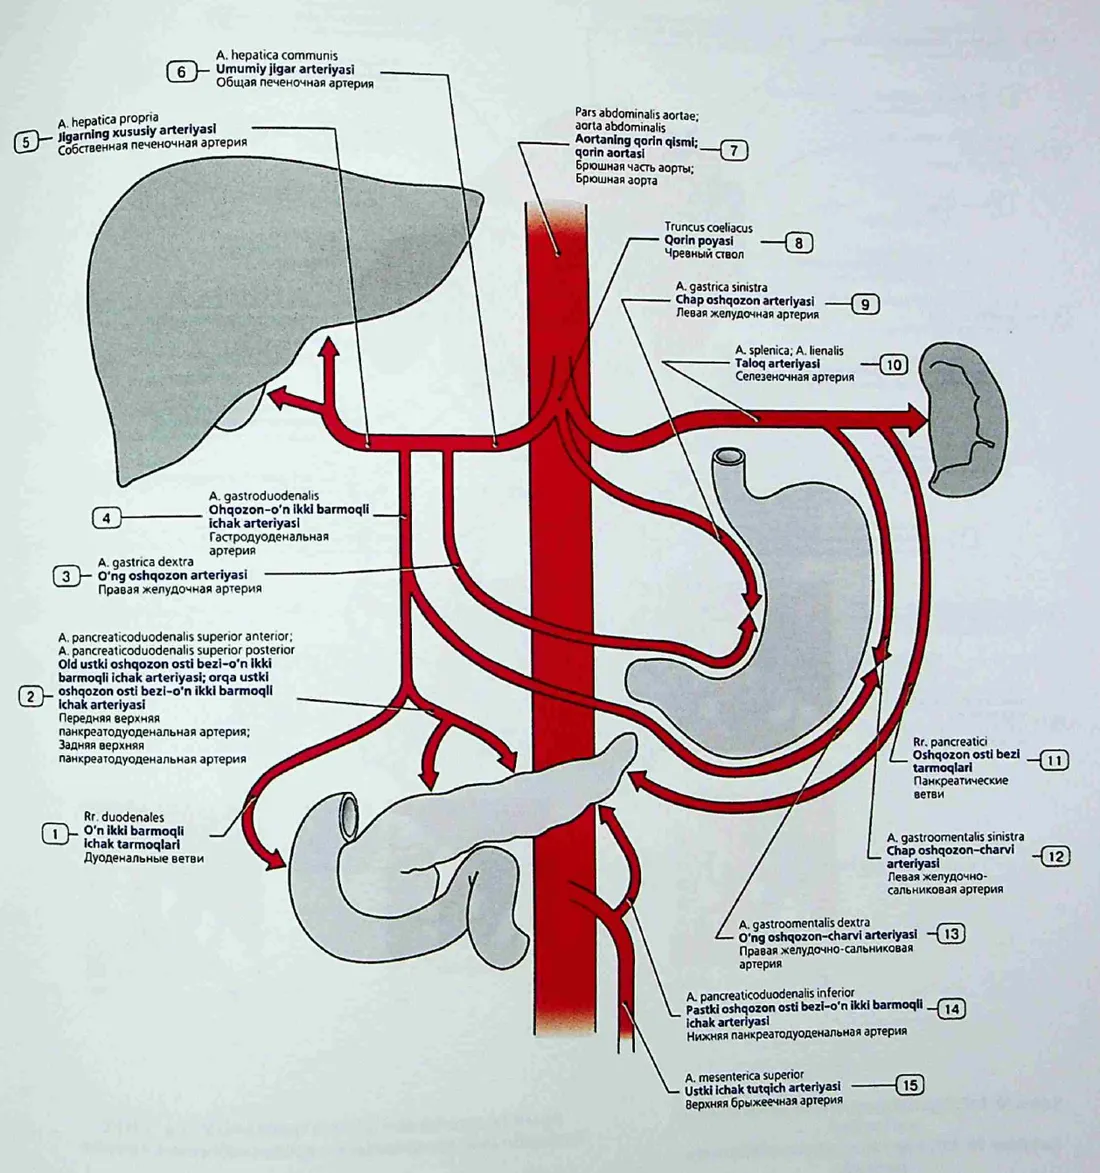 A. hepatica communis
6 Umumiy jigar arteriyasi
Общая печеночная артерия
A. hepatica propria
5 Jigarning xususiy arteriyasi
Собственная печеночная артерия
Pars abdominalis aortae;
aorta abdominalis
Aortaning qorin qismi; 7
qorin aortasi
Брюшная часть аорты;
Брюшная аорта
Truncus coeliacus
Qorin poyasi 8
Чревный ствол
A. gastrica sinistra
Chap oshqozon arteriyasi 9
Левая желудочная артерия
A. splenica; A. lienalis
Taloq arteriyasi 10
Селезеночная артерия
A. gastroduodenalis
4 Ohqozon-o'n ikki barmoqli
ichak arteriyasi
Гастродуоденальная
артерия
A. gastrica dextra
3 O'ng oshqozon arteriyasi
Правая желудочная артерия
A. pancreaticoduodenalis superior anterior;
A. pancreaticoduodenalis superior posterior
Old ustki oshqozon osti bezi-o'n ikki
barmoqli ichak arteriyasi; orqa ustki
2 oshqozon osti bezi-o'n ikki barmoqli
ichak arteriyasi
Передняя верхняя
панкреатодуоденальная артерия;
Задняя верхняя
панкреатодуоденальная артерия
Rr. duodenales
1 O'n ikki barmoqli
ichak tarmoqlari
Дуоденальные ветви
Rr. pancreatici
Oshqozon osti bezi 11
tarmoqlari
Панкреатические
ветви
A. gastroomentalis sinistra
Chap oshqozon-charvi 12
arteriyasi
Левая желудочно-
сальниковая артерия
A. gastroomentalis dextra
O'ng oshqozon-charvi arteriyasi 13
Правая желудочно-сальниковая
артерия
A. pancreaticoduodenalis inferior
Pastki oshqozon osti bezi-o'n ikki barmoqli 14
ichak arteriyasi
Нижняя панкреатодуоденальная артерия
A. mesenterica superior
Ustki ichak tutqich arteriyasi 15
Верхняя брыжеечная артерия